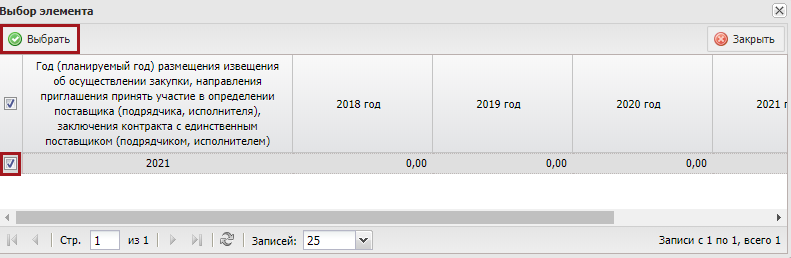 Выбор элемента
Выбрать
Закрыть
Год (планируемый год) размещения извещения
об осуществлении закупки, направления
приглашения принять участие в определении
поставщика (подрядчика, исполнителя),
заключения контракта с единственным
поставщиком (подрядчиком, исполнителем)
2018 год
2019 год
2020 год
2021 г
2021
0,00
0,00
0,00
Стр. 1 из 1
Записей: 25
Записи с 1 по 1, всего 1